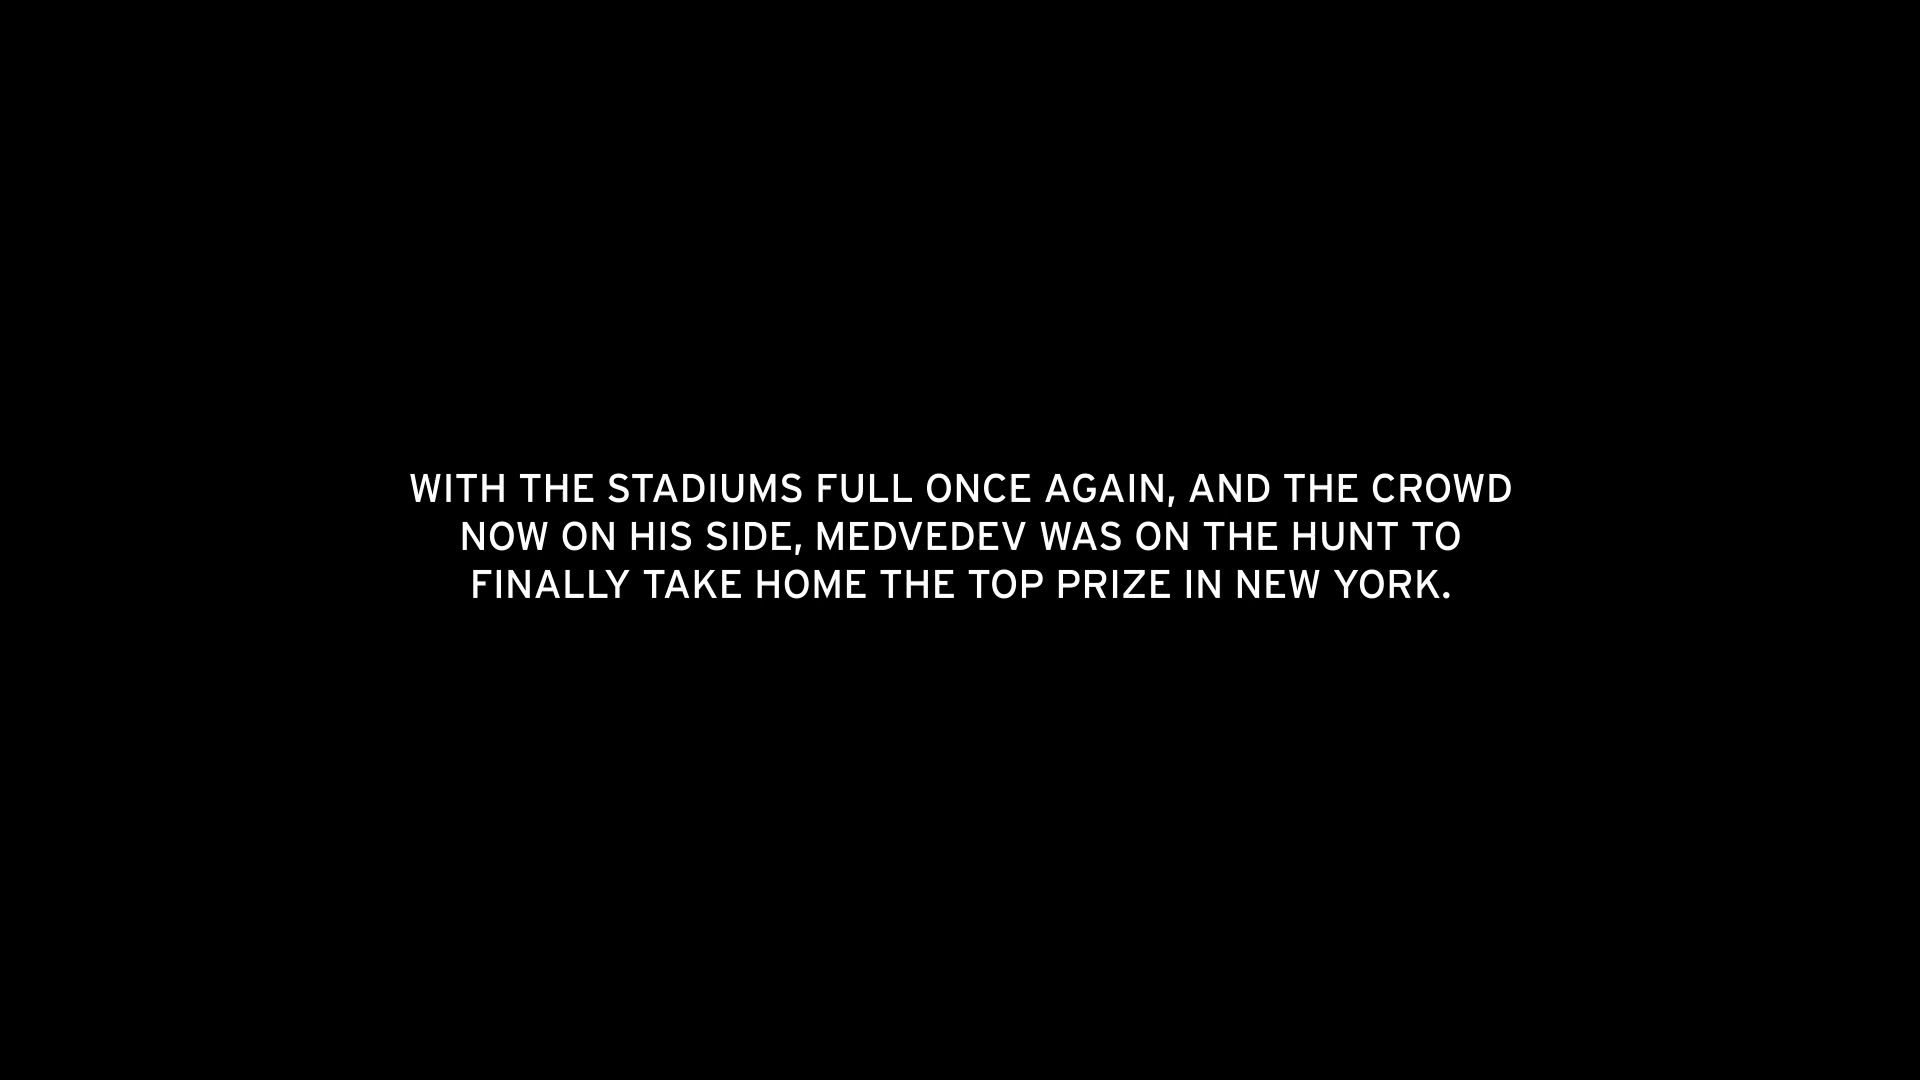 WITH THE STADIUMS FULL ONCE AGAIN, AND THE CROWD
NOW ON HIS SIDE, MEDVEDEV WAS ON THE HUNT TO
FINALLY TAKE HOME THE TOP PRIZE IN NEW YORK.